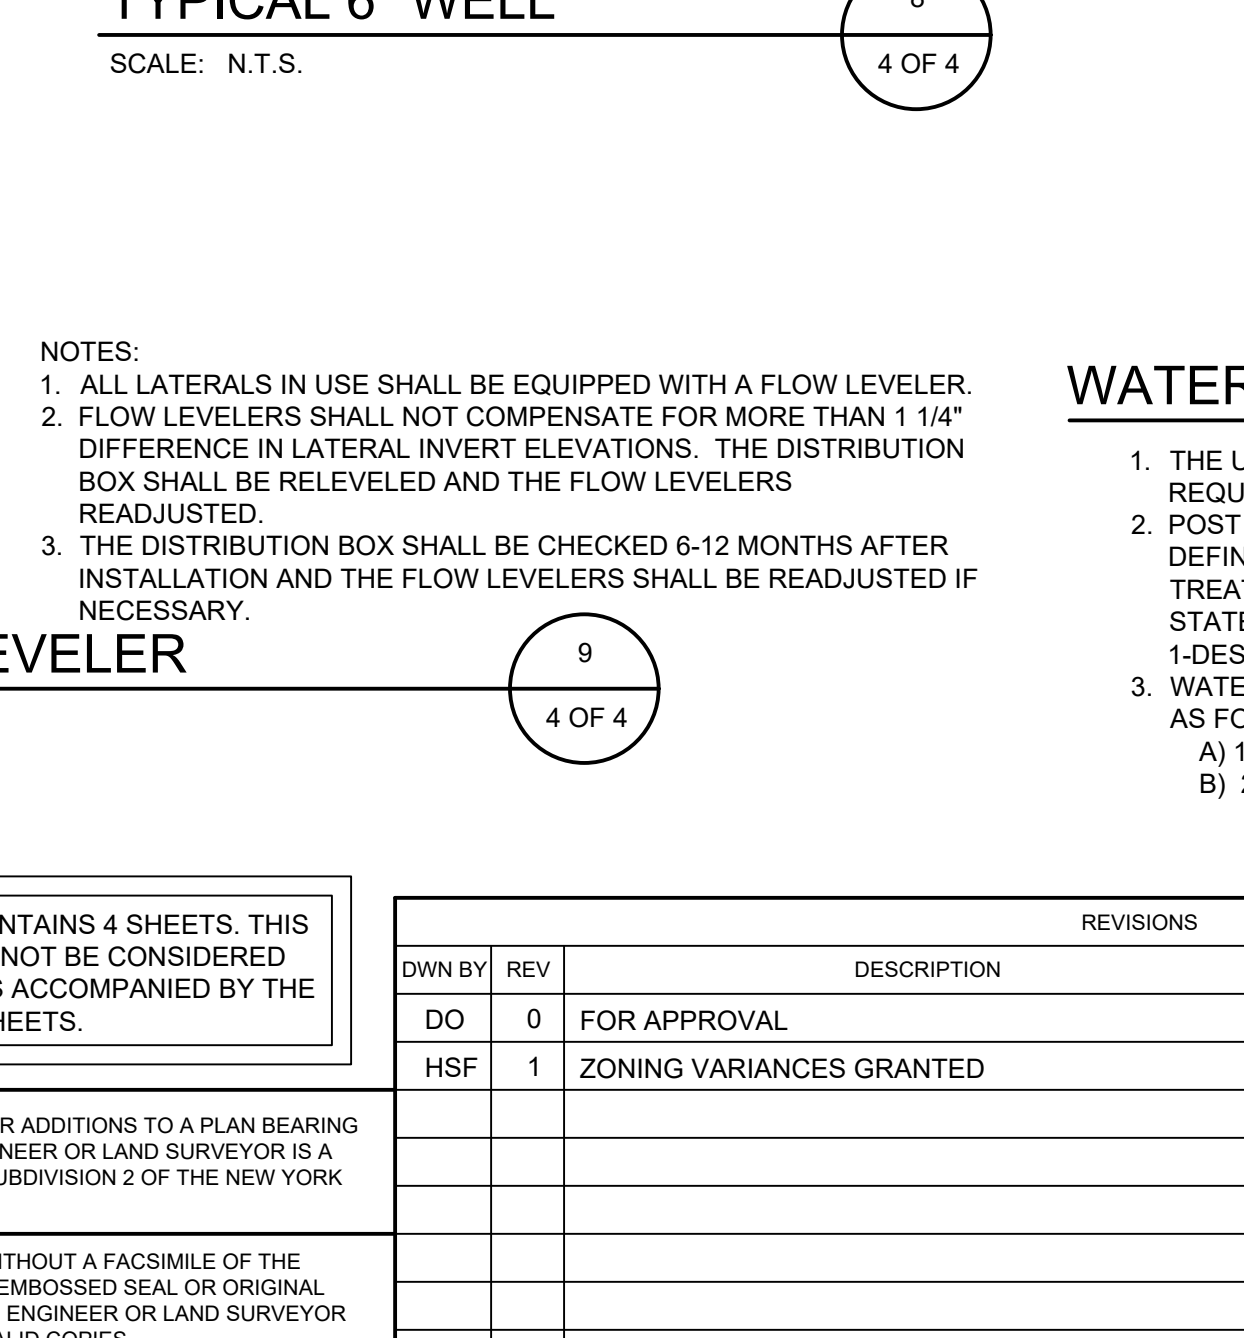 TYPICAL 6" WELL
8
SCALE: N.T.S.
4 OF 4
NOTES:
1. ALL LATERALS IN USE SHALL BE EQUIPPED WITH A FLOW LEVELER.
2. FLOW LEVELERS SHALL NOT COMPENSATE FOR MORE THAN 1 1/4"
DIFFERENCE IN LATERAL INVERT ELEVATIONS. THE DISTRIBUTION
BOX SHALL BE RELEVELED AND THE FLOW LEVELERS
READJUSTED.
3. THE DISTRIBUTION BOX SHALL BE CHECKED 6-12 MONTHS AFTER
INSTALLATION AND THE FLOW LEVELERS SHALL BE READJUSTED IF
NECESSARY.
EVELER
9
4 OF 4
WATER
1. THE U
REQU
2. POST
DEFIN
TREAT
STATE
1-DES
3. WATE
AS FO
A) 1
B) 2
NTAINS 4 SHEETS. THIS
NOT BE CONSIDERED
S ACCOMPANIED BY THE
HEETS.
R ADDITIONS TO A PLAN BEARING
NEER OR LAND SURVEYOR IS A
UBDIVISION 2 OF THE NEW YORK
ITHOUT A FACSIMILE OF THE
EMBOSSED SEAL OR ORIGINAL
ENGINEER OR LAND SURVEYOR
ALID COPIES
REVISIONS
DWN BY REV DESCRIPTION
DO 0 FOR APPROVAL
HSF 1 ZONING VARIANCES GRANTED